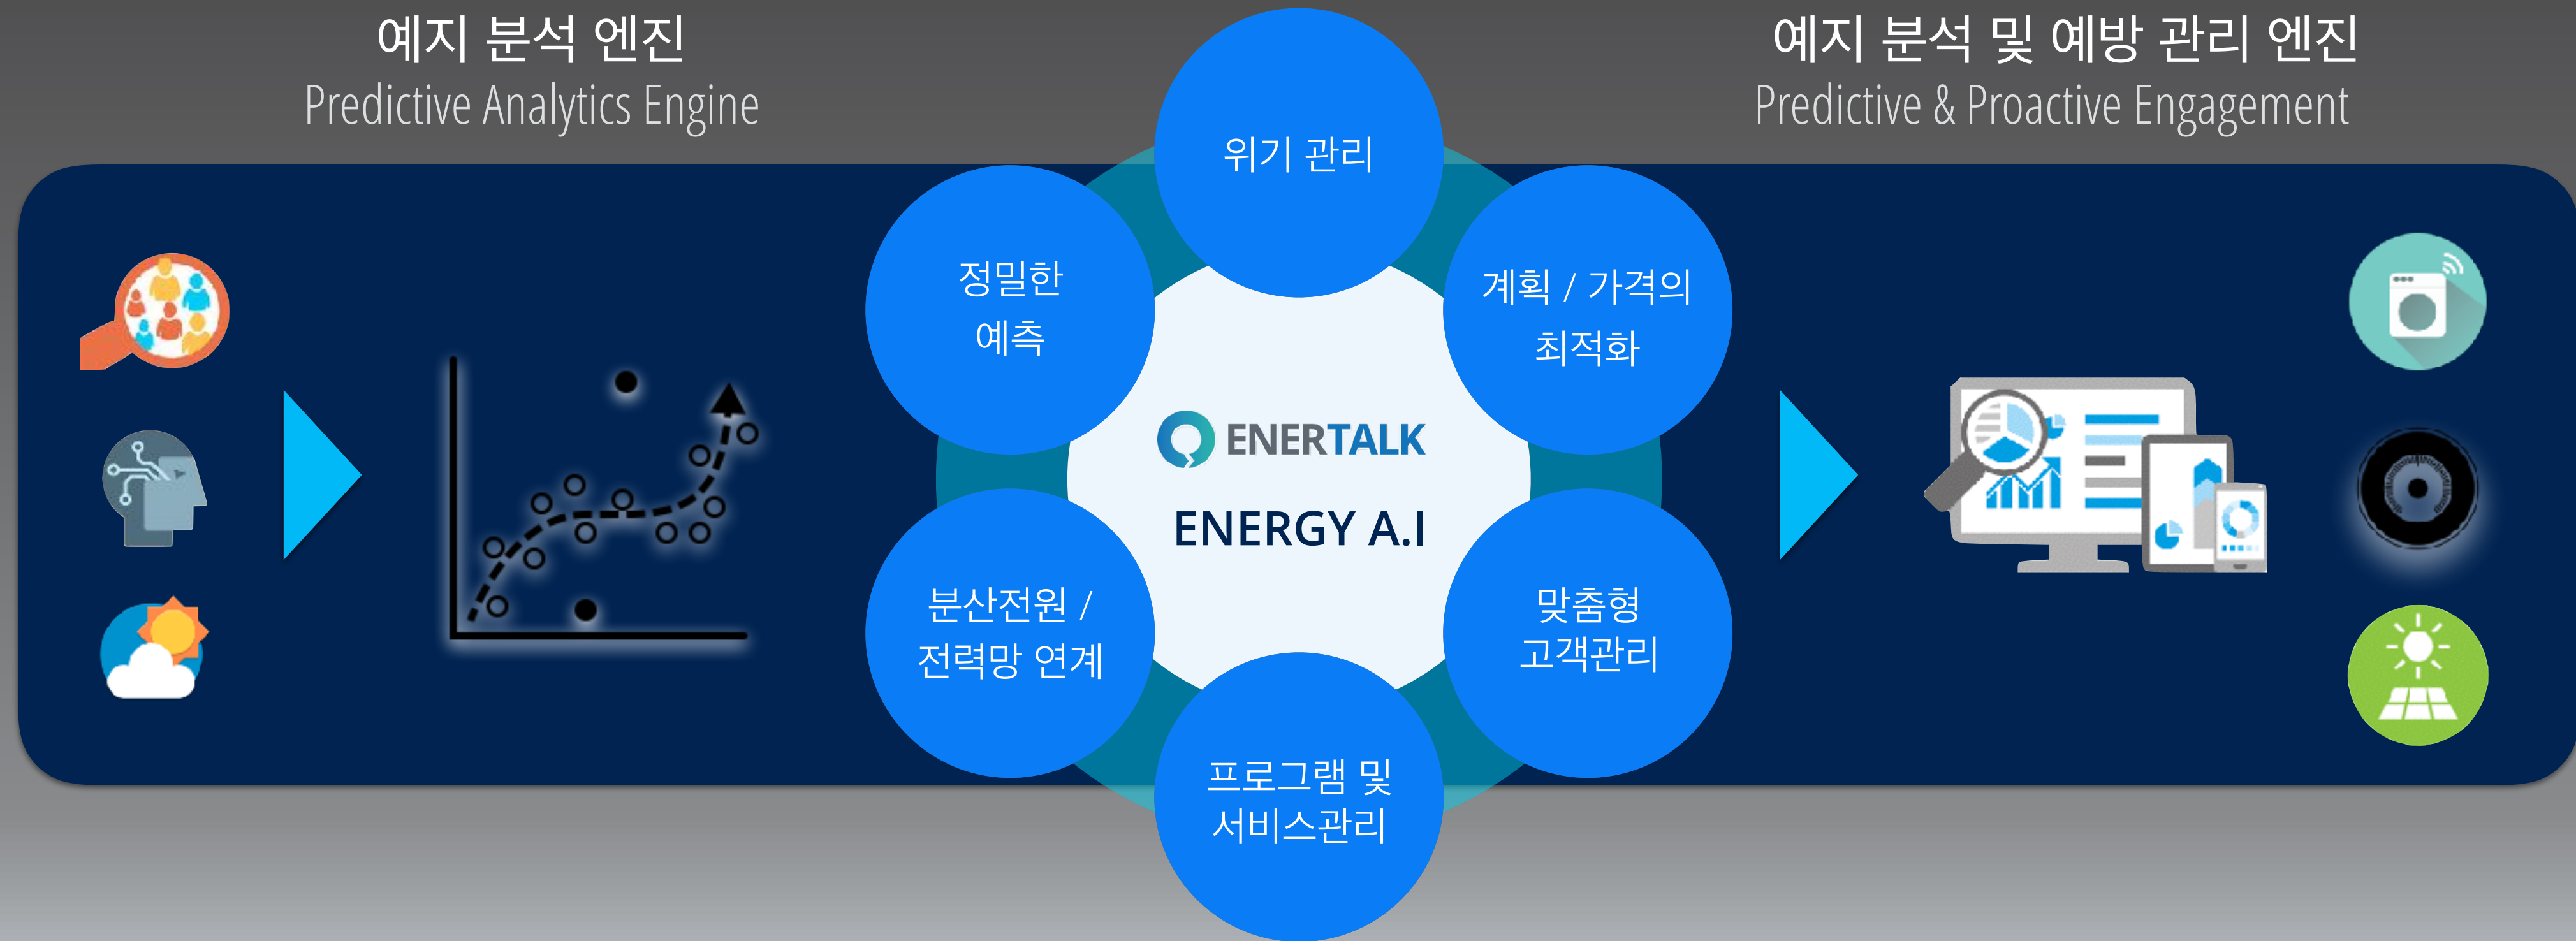 예지 분석 엔진
Predictive Analytics Engine
예지 분석 및 예방 관리 엔진
Predictive & Proactive Engagement
위기 관리
정밀한
예측
계획 / 가격의
최적화
ENERTALK
ENERGY A.I
분산전원 /
전력망 연계
맞춤형
고객관리
프로그램 및
서비스관리